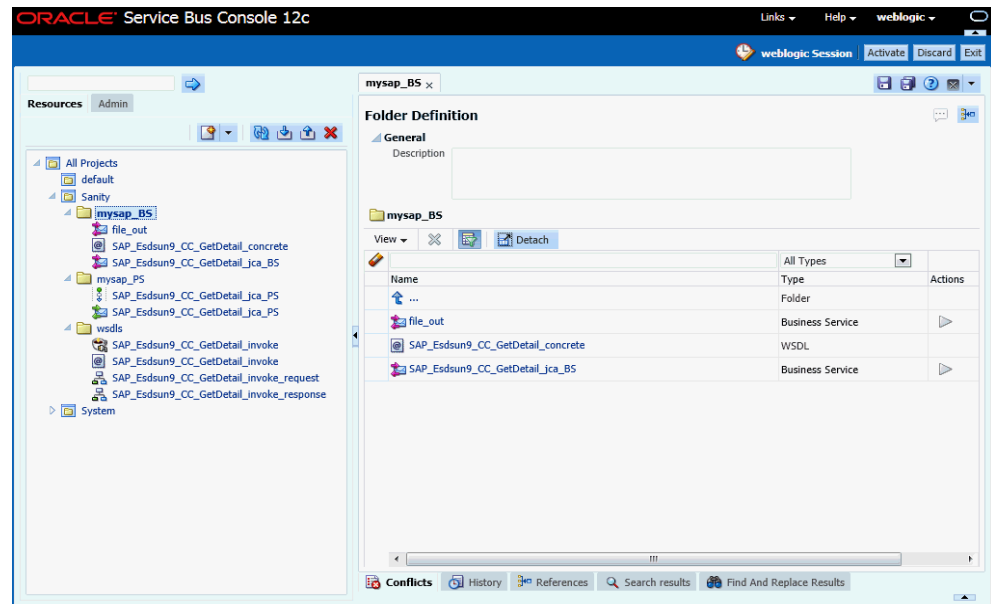 ORACLE® Service Bus Console 12c
Links Help weblogic
weblogic Session Activate Discard Exit
Resources Admin
All Projects
default
Sanity
mysap_BS
file_out
SAP_Esdsun9_CC_GetDetail_concrete
SAP_Esdsun9_CC_GetDetail_jca_BS
mysap_PS
SAP_Esdsun9_CC_GetDetail_jca_PS
SAP_Esdsun9_CC_GetDetail_jca_PS
wsdls
SAP_Esdsun9_CC_GetDetail_invoke
SAP_Esdsun9_CC_GetDetail_invoke
SAP_Esdsun9_CC_GetDetail_invoke_request
SAP_Esdsun9_CC_GetDetail_invoke_response
System
mysap_BS x
Folder Definition
General
Description
mysap_BS
View Detach
All Types
Name Type Actions
... Folder
file_out Business Service
SAP_Esdsun9_CC_GetDetail_concrete WSDL
SAP_Esdsun9_CC_GetDetail_jca_BS Business Service
Conflicts History References Search results Find And Replace Results